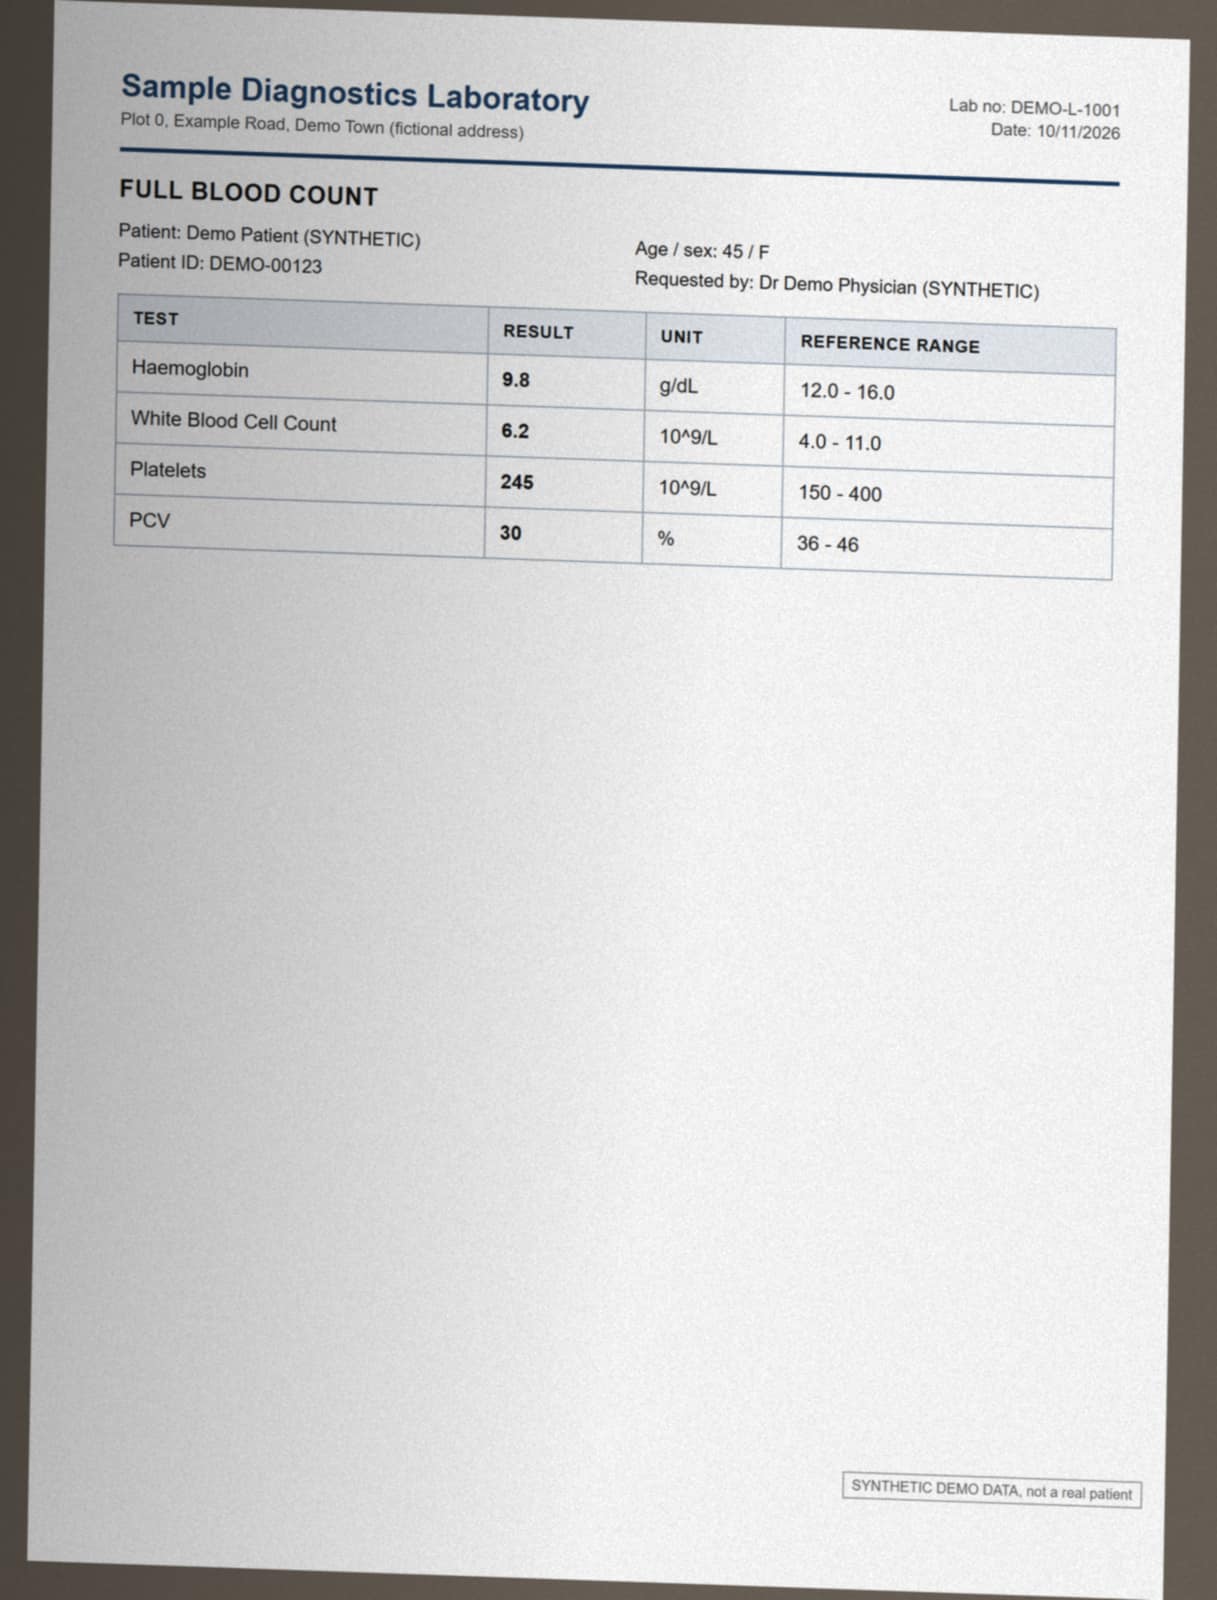 Sample Diagnostics Laboratory
Plot 0, Example Road, Demo Town (fictional address)
Lab no: DEMO-L-1001
Date: 10/11/2026
FULL BLOOD COUNT
Patient: Demo Patient (SYNTHETIC)
Patient ID: DEMO-00123
Age / sex: 45 / F
Requested by: Dr Demo Physician (SYNTHETIC)
TEST RESULT UNIT REFERENCE RANGE
Haemoglobin 9.8 g/dL 12.0 - 16.0
White Blood Cell Count 6.2 10^9/L 4.0 - 11.0
Platelets 245 10^9/L 150 - 400
PCV 30 % 36 - 46
SYNTHETIC DEMO DATA, not a real patient